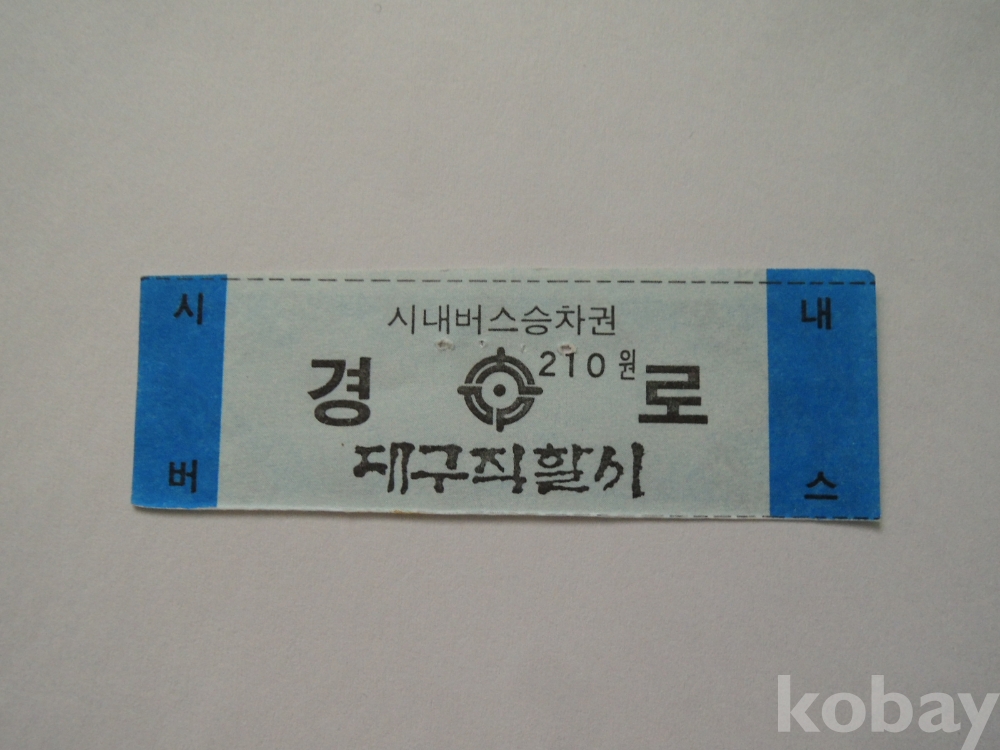 시 내
시내버스승차권
210원
경 로
대구직할시
버 스
kobay